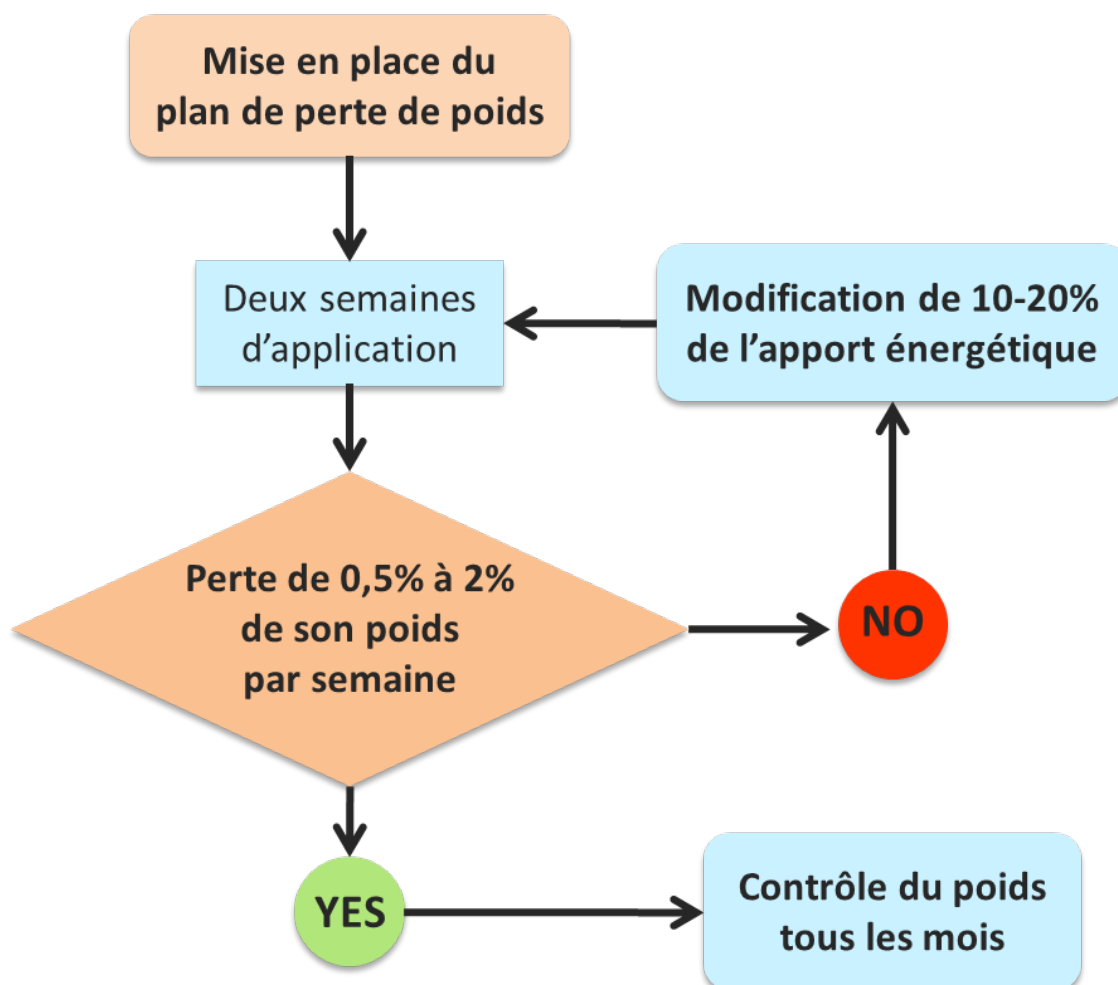 Mise en place du
plan de perte de poids
Deux semaines
d’application
Modification de 10-20%
de l’apport énergétique
Perte de 0,5% à 2%
de son poids
par semaine
NO
YES
Contrôle du poids
tous les mois